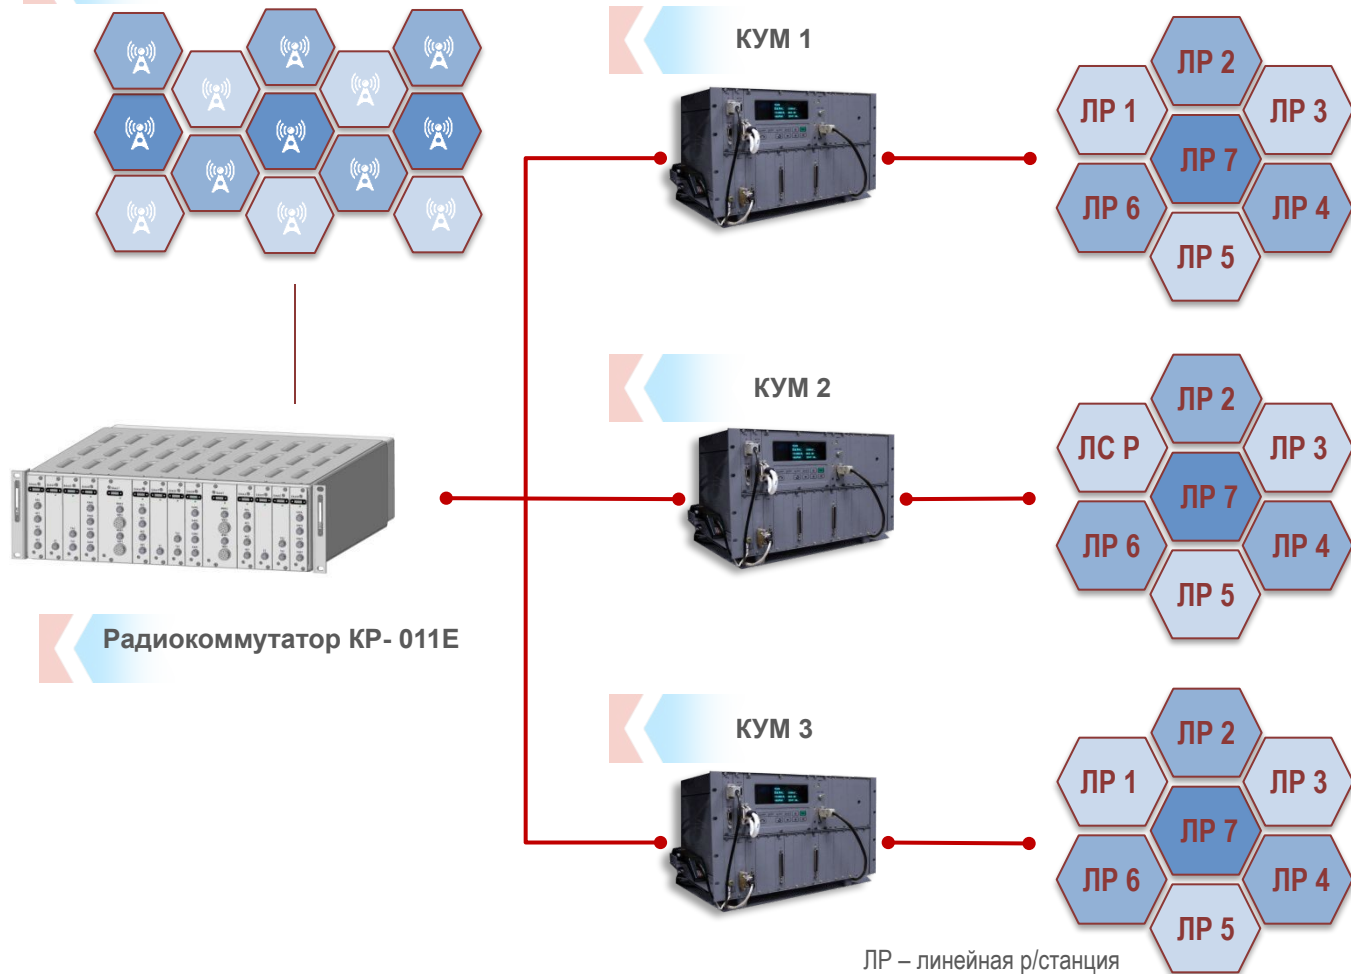 КУМ 1
ЛР 2
ЛР 1
ЛР 3
ЛР 7
ЛР 6
ЛР 4
ЛР 5
КУМ 2
ЛР 2
ЛС Р
ЛР 3
ЛР 7
ЛР 6
ЛР 4
ЛР 5
Радиокоммутатор КР- 011Е
КУМ 3
ЛР 2
ЛР 1
ЛР 3
ЛР 7
ЛР 6
ЛР 4
ЛР 5
ЛР – линейная р/станция